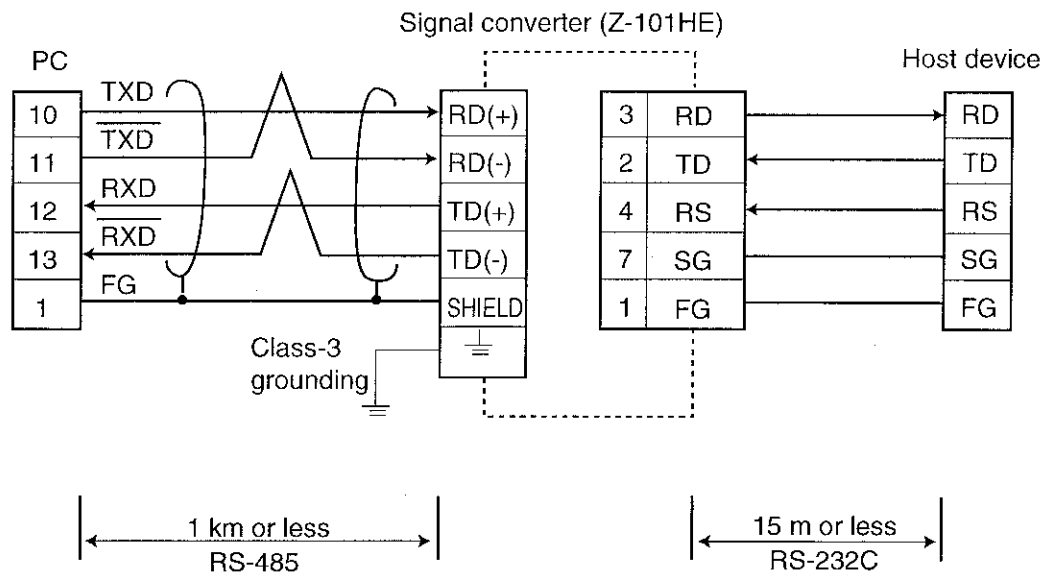 Signal converter (Z-101HE)
PC
Host device
10 TXD RD(+) 3 RD RD
11 T̅X̅D̅ RD(-) 2 TD TD
12 RXD TD(+) 4 RS RS
13 R̅X̅D̅ TD(-) 7 SG SG
1 FG SHIELD 1 FG FG
Class-3
grounding
1 km or less
RS-485
15 m or less
RS-232C